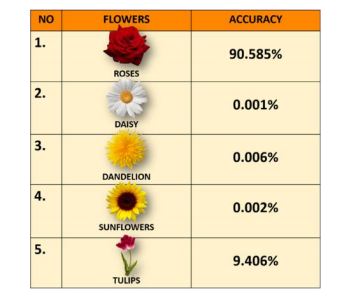 NO FLOWERS ACCURACY
1. 90.585%
ROSES
2. 0.001%
DAISY
3. 0.006%
DANDELION
4. 0.002%
SUNFLOWERS
5. 9.406%
TULIPS